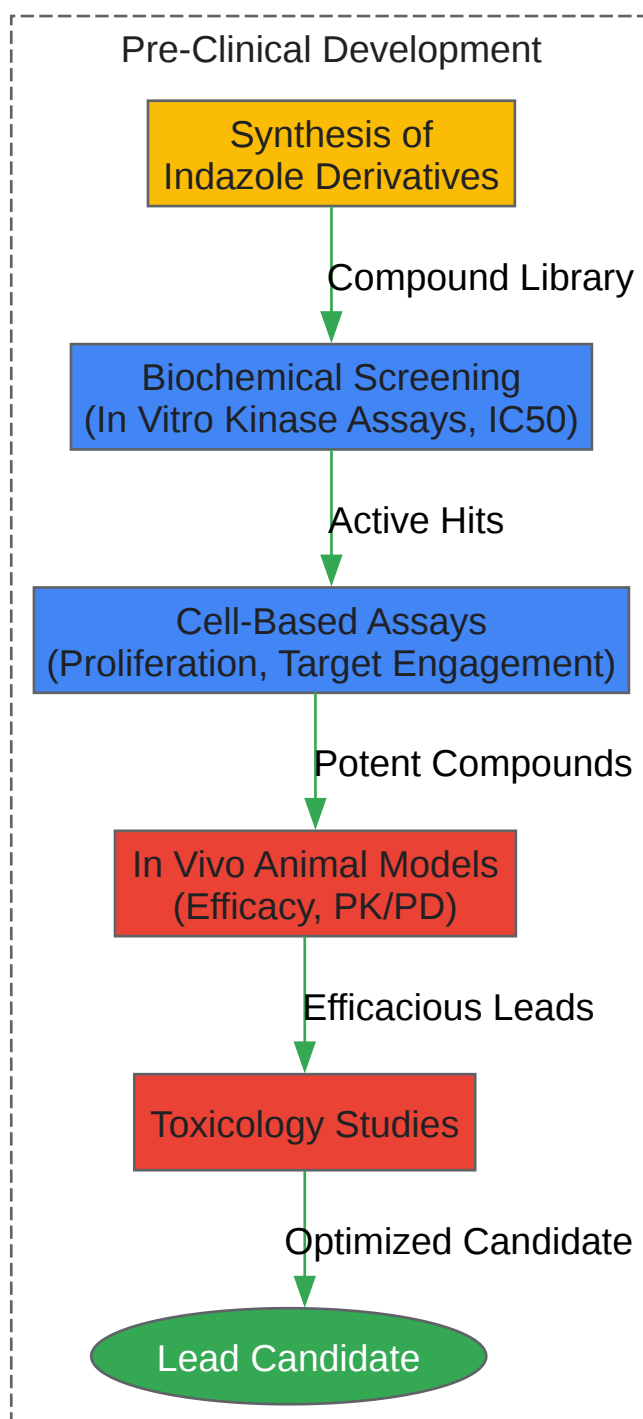 Pre-Clinical Development
Synthesis of
Indazole Derivatives
Compound Library
Biochemical Screening
(In Vitro Kinase Assays, IC50)
Active Hits
Cell-Based Assays
(Proliferation, Target Engagement)
Potent Compounds
In Vivo Animal Models
(Efficacy, PK/PD)
Efficacious Leads
Toxicology Studies
Optimized Candidate
Lead Candidate